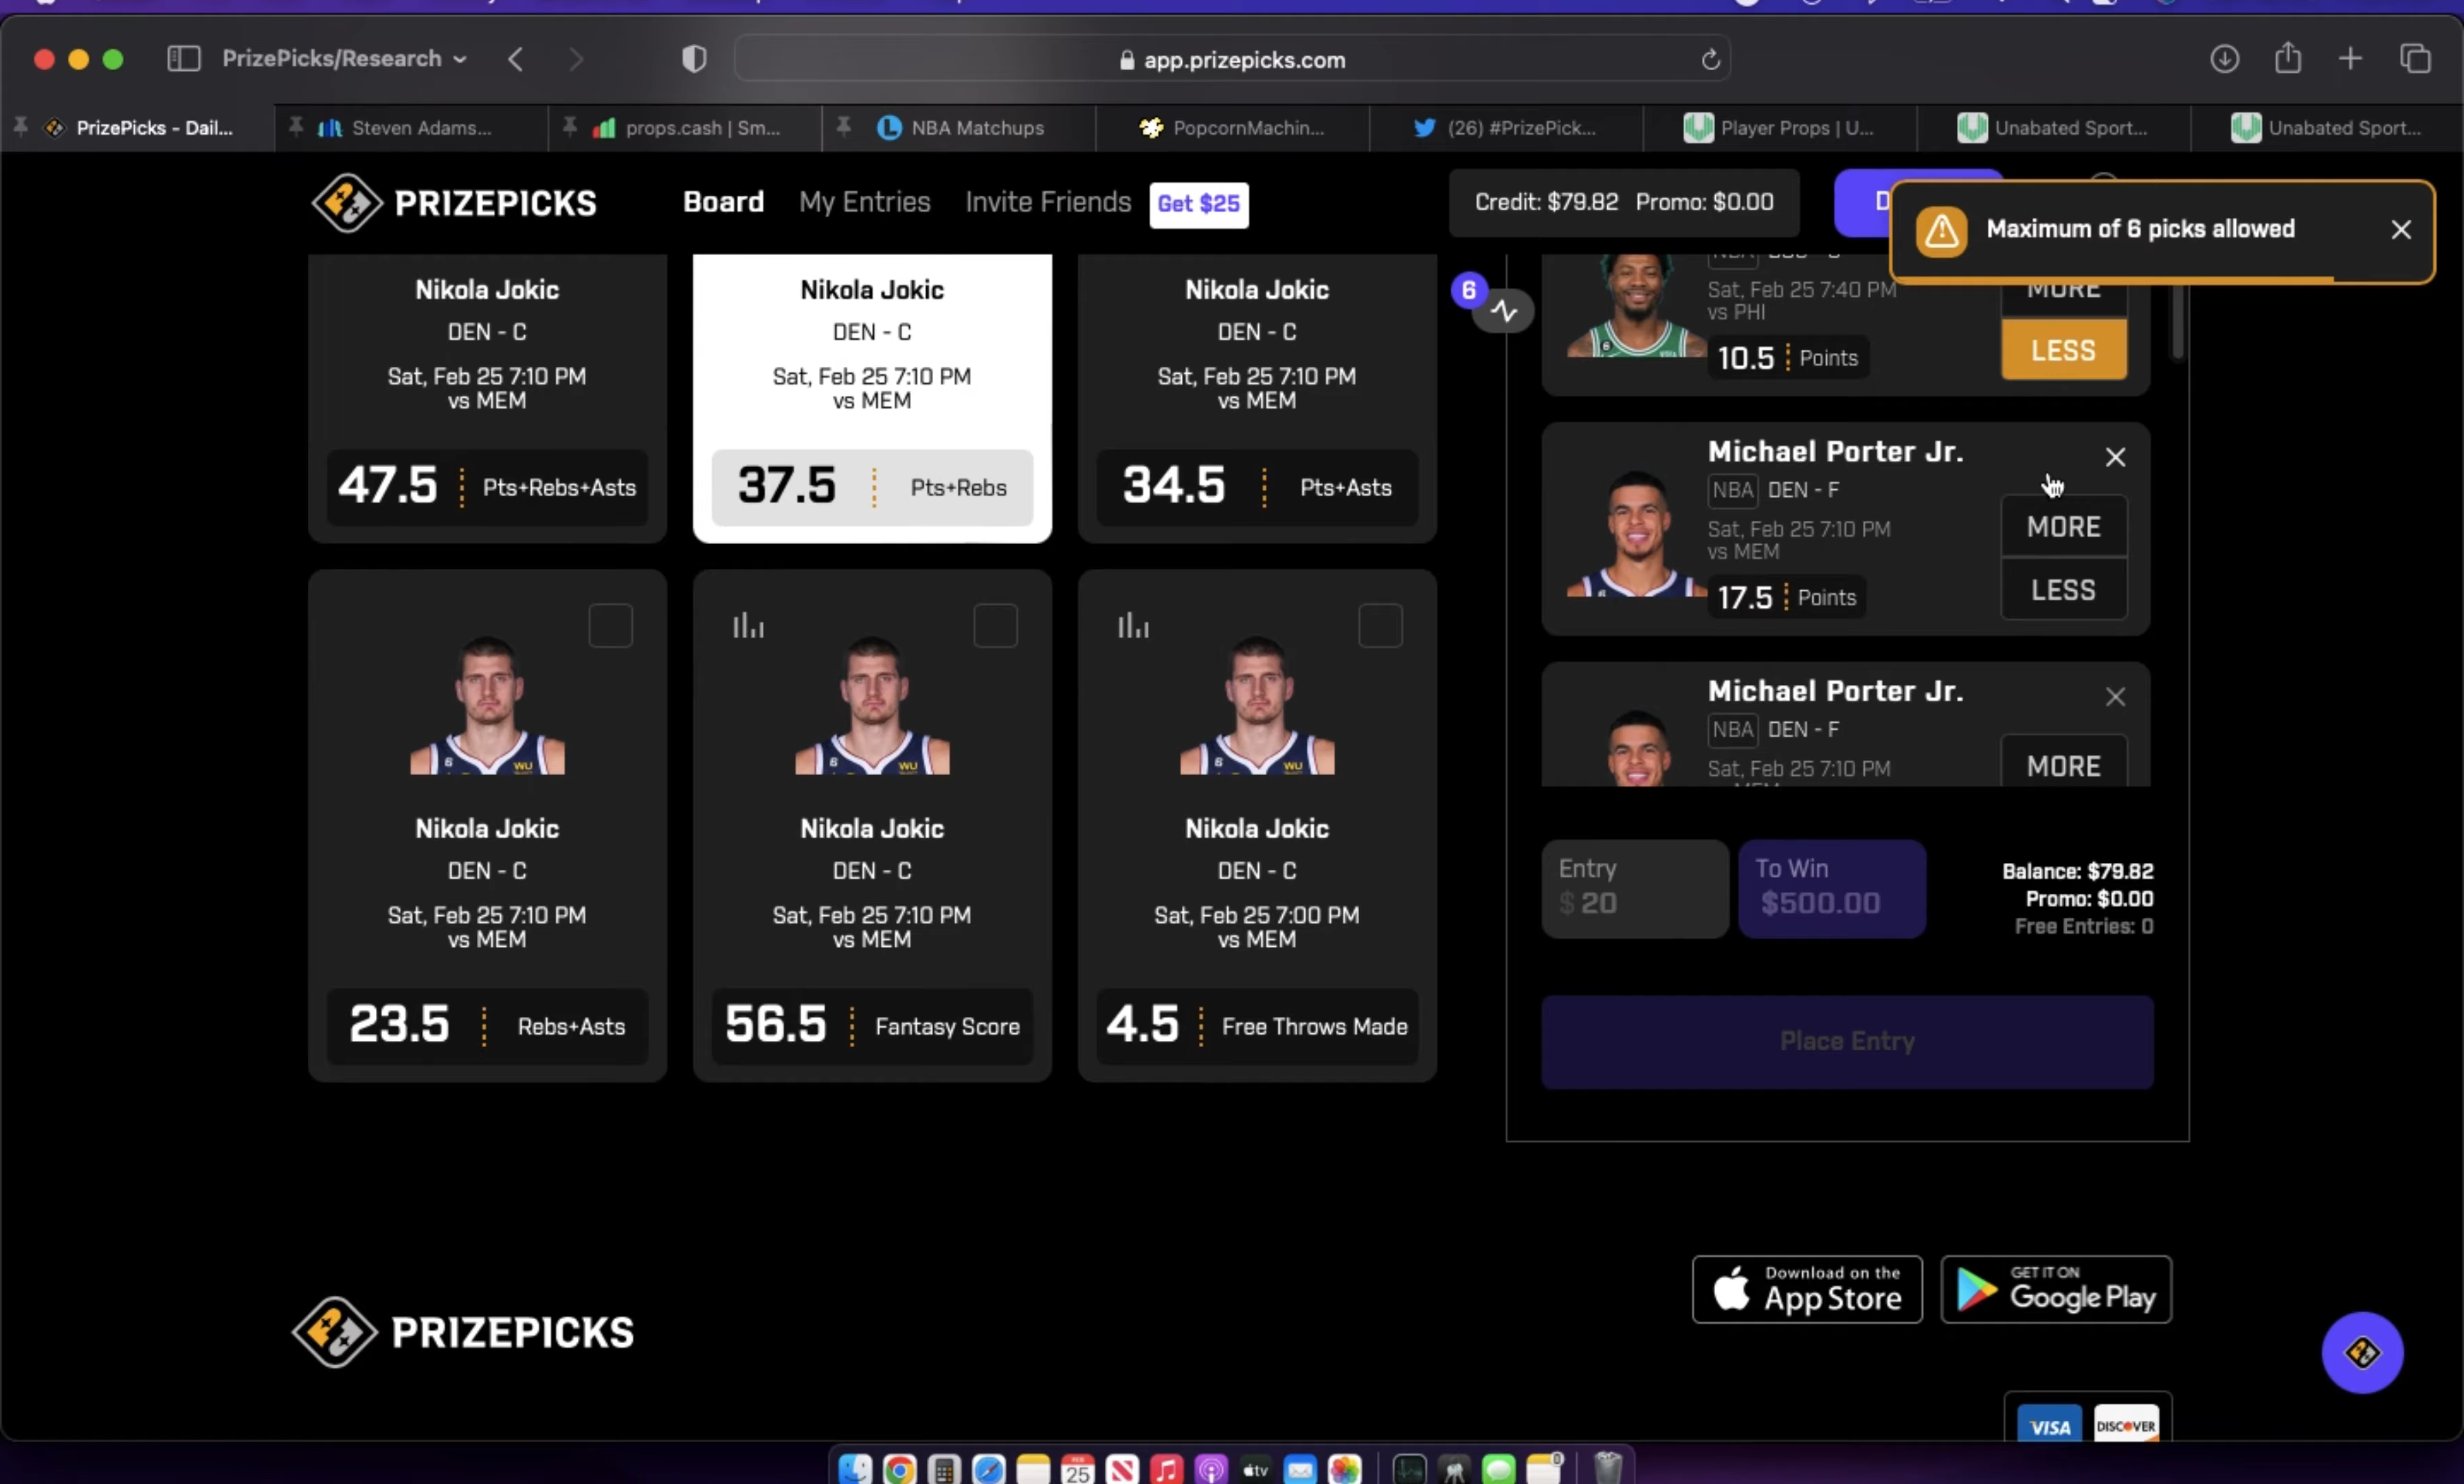 PrizePicks/Research
app.prizepicks.com
PrizePicks - Dail...
Steven Adams...
props.cash | Sm...
NBA Matchups
PopcornMachin...
(26) #PrizePick...
Player Props | U...
Unabated Sport...
Unabated Sport...
PRIZEPICKS
Board
My Entries
Invite Friends
Get $25
Credit: $79.82 Promo: $0.00
Maximum of 6 picks allowed
Nikola Jokic
DEN - C
Sat, Feb 25 7:10 PM
vs MEM
47.5
Pts+Rebs+Asts
Nikola Jokic
DEN - C
Sat, Feb 25 7:10 PM
vs MEM
37.5
Pts+Rebs
Nikola Jokic
DEN - C
Sat, Feb 25 7:10 PM
vs MEM
34.5
Pts+Asts
Nikola Jokic
DEN - C
Sat, Feb 25 7:10 PM
vs MEM
23.5
Rebs+Asts
Nikola Jokic
DEN - C
Sat, Feb 25 7:10 PM
vs MEM
56.5
Fantasy Score
Nikola Jokic
DEN - C
Sat, Feb 25 7:00 PM
vs MEM
4.5
Free Throws Made
6
Sat, Feb 25 7:40 PM
vs PHI
10.5
Points
MORE
LESS
Michael Porter Jr.
NBA DEN - F
Sat, Feb 25 7:10 PM
vs MEM
17.5
Points
MORE
LESS
Michael Porter Jr.
NBA DEN - F
Sat, Feb 25 7:10 PM
MORE
Entry
$ 20
To Win
$500.00
Balance: $79.82
Promo: $0.00
Free Entries: 0
Place Entry
Download on the
App Store
GET IT ON
Google Play
PRIZEPICKS
VISA
DISCOVER
25
tv